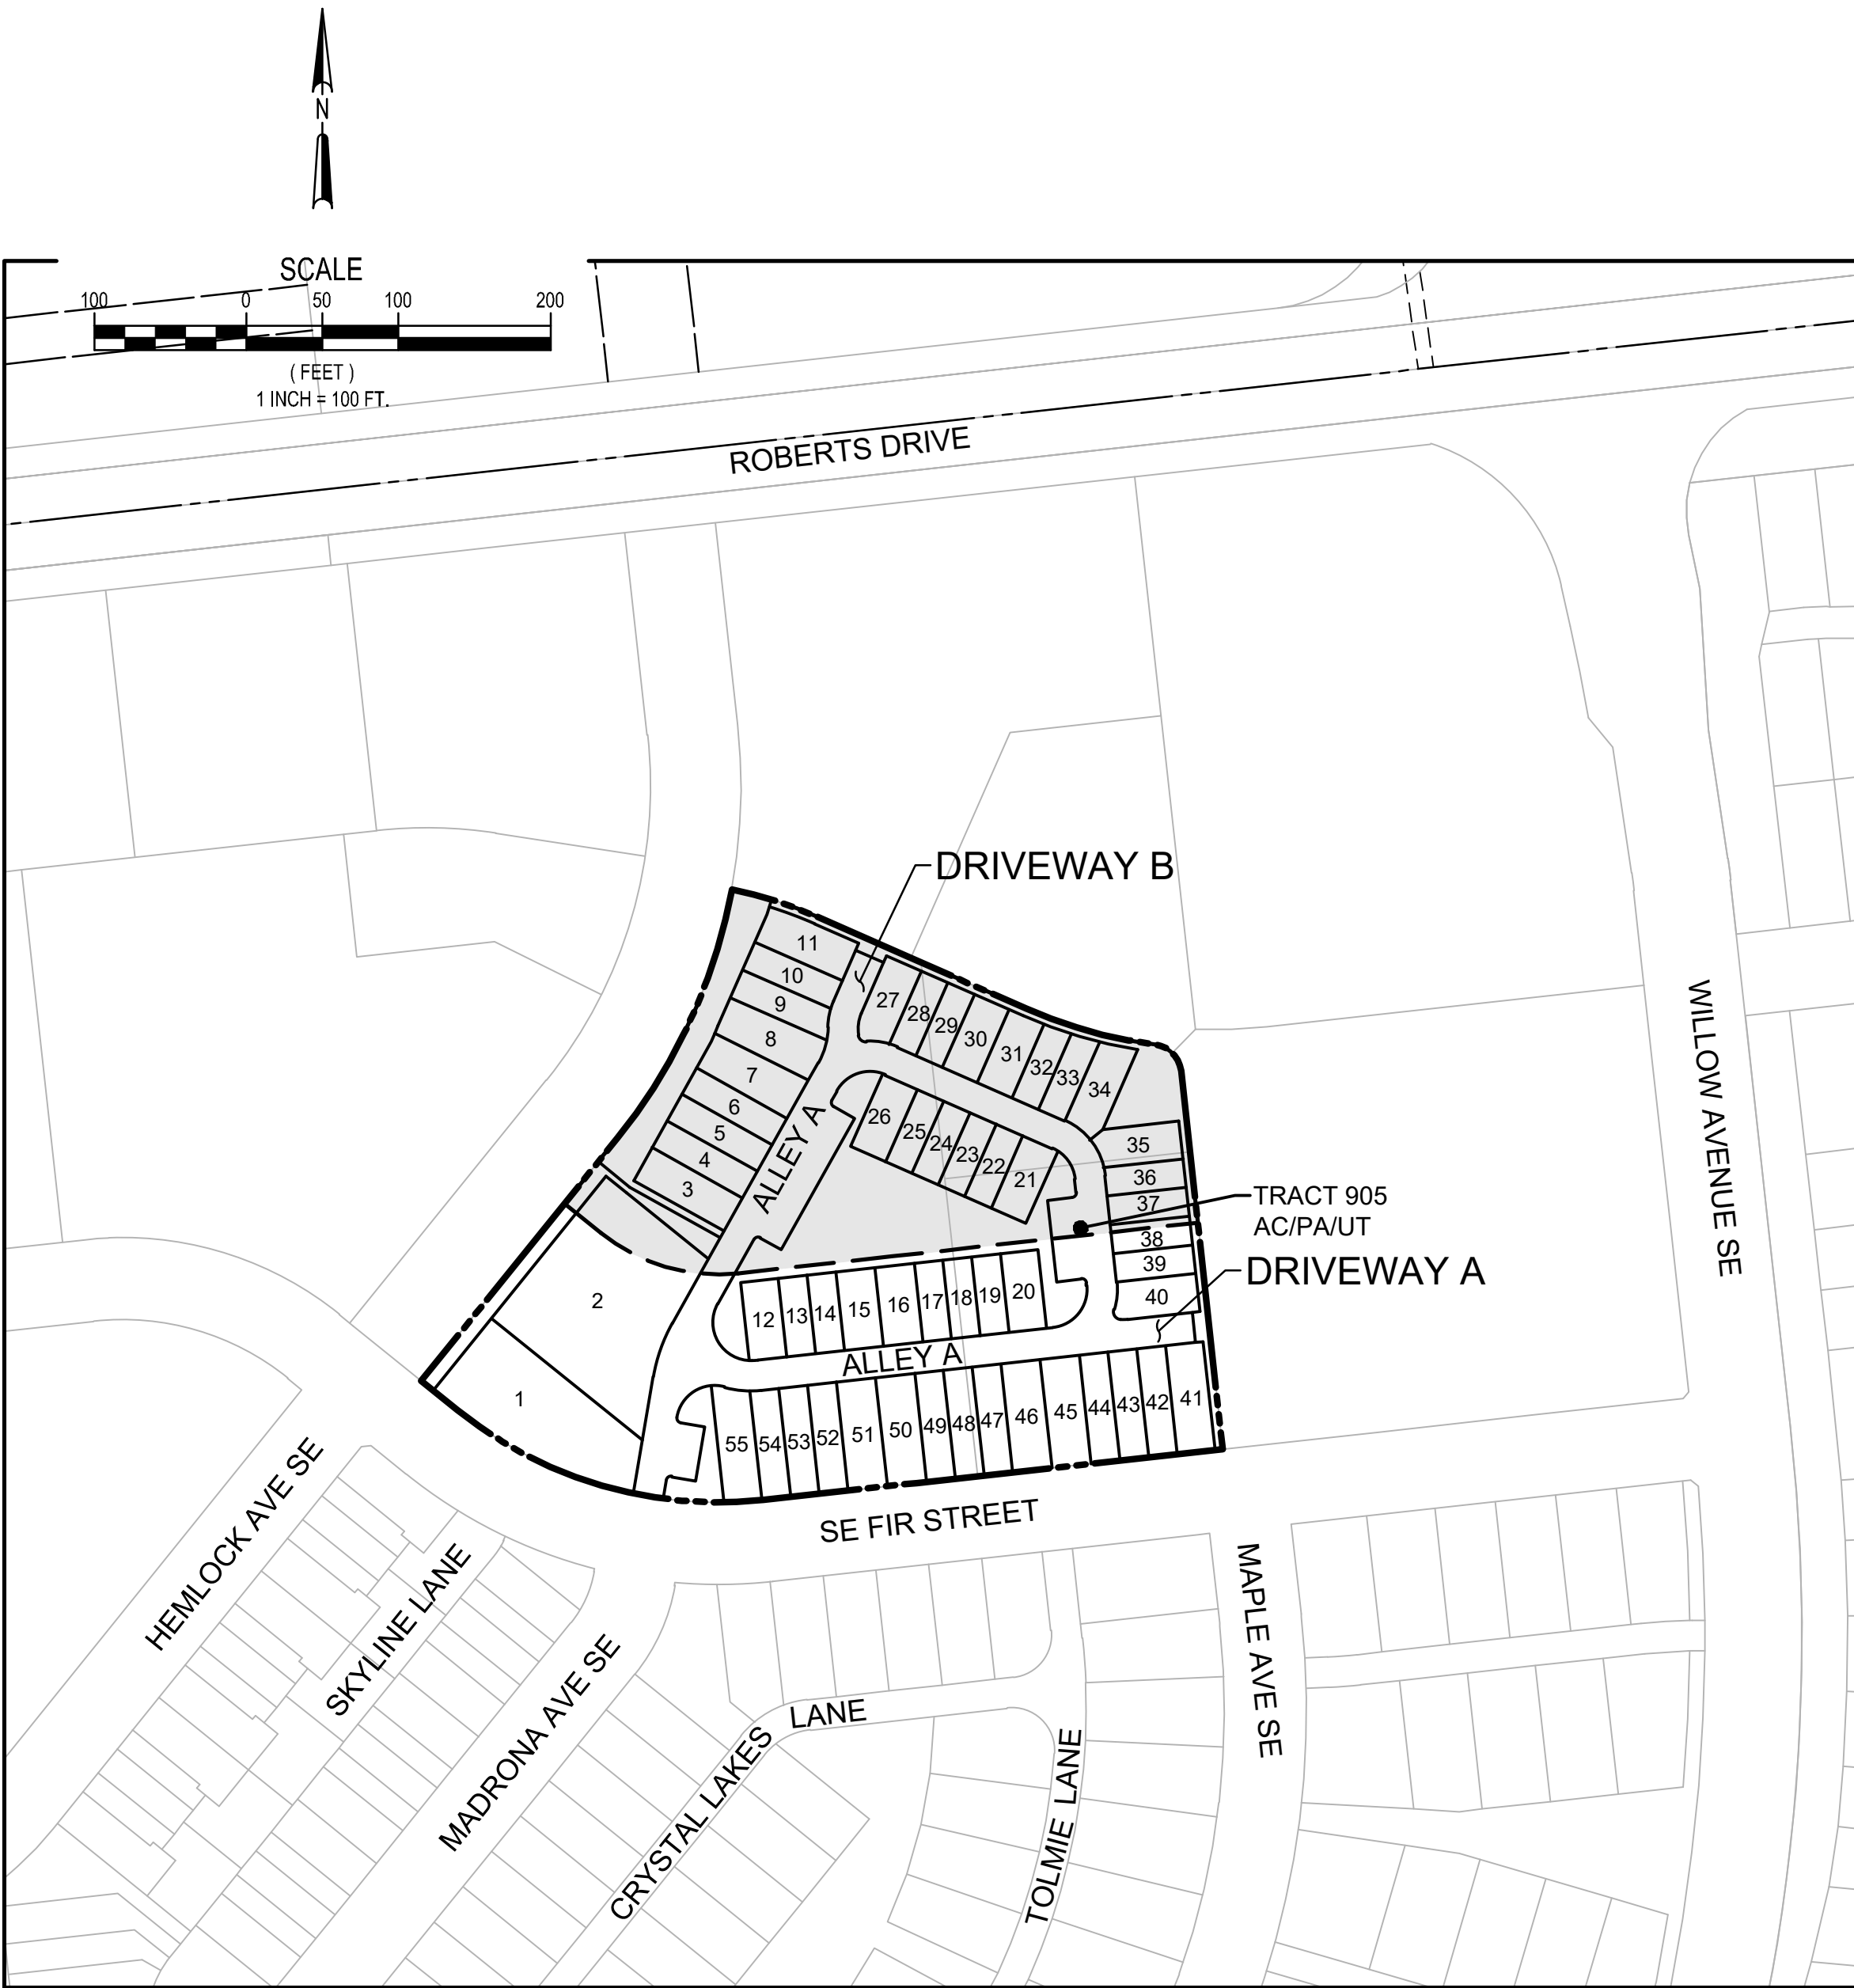 N
SCALE
100 0 50 100 200
( FEET )
1 INCH = 100 FT.
ROBERTS DRIVE
DRIVEWAY B
11
10
9
8
7
6
5
4
3
ALLEY A
27
28
29
30
31
32
33
34
26
25
24
23
22
21
35
36
37
38
39
40
TRACT 905
AC/PA/UT
DRIVEWAY A
WILLOW AVENUE SE
2
1
12
13
14
15
16
17
18
19
20
ALLEY A
55
54
53
52
51
50
49
48
47
46
45
44
43
42
41
SE FIR STREET
HEMLOCK AVE SE
SKYLINE LANE
MADRONA AVE SE
CRYSTAL LAKES LANE
TOLMIE LANE
MAPLE AVE SE